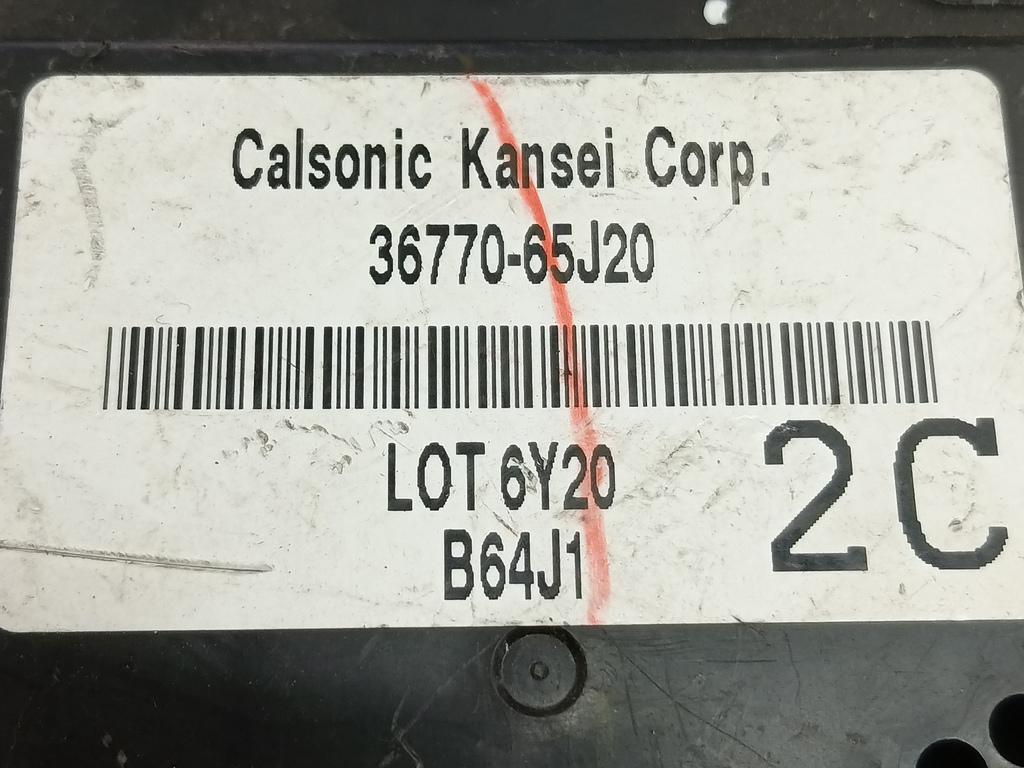 Calsonic Kansei Corp.
36770-65J20
LOT 6Y20
B64J1
2C